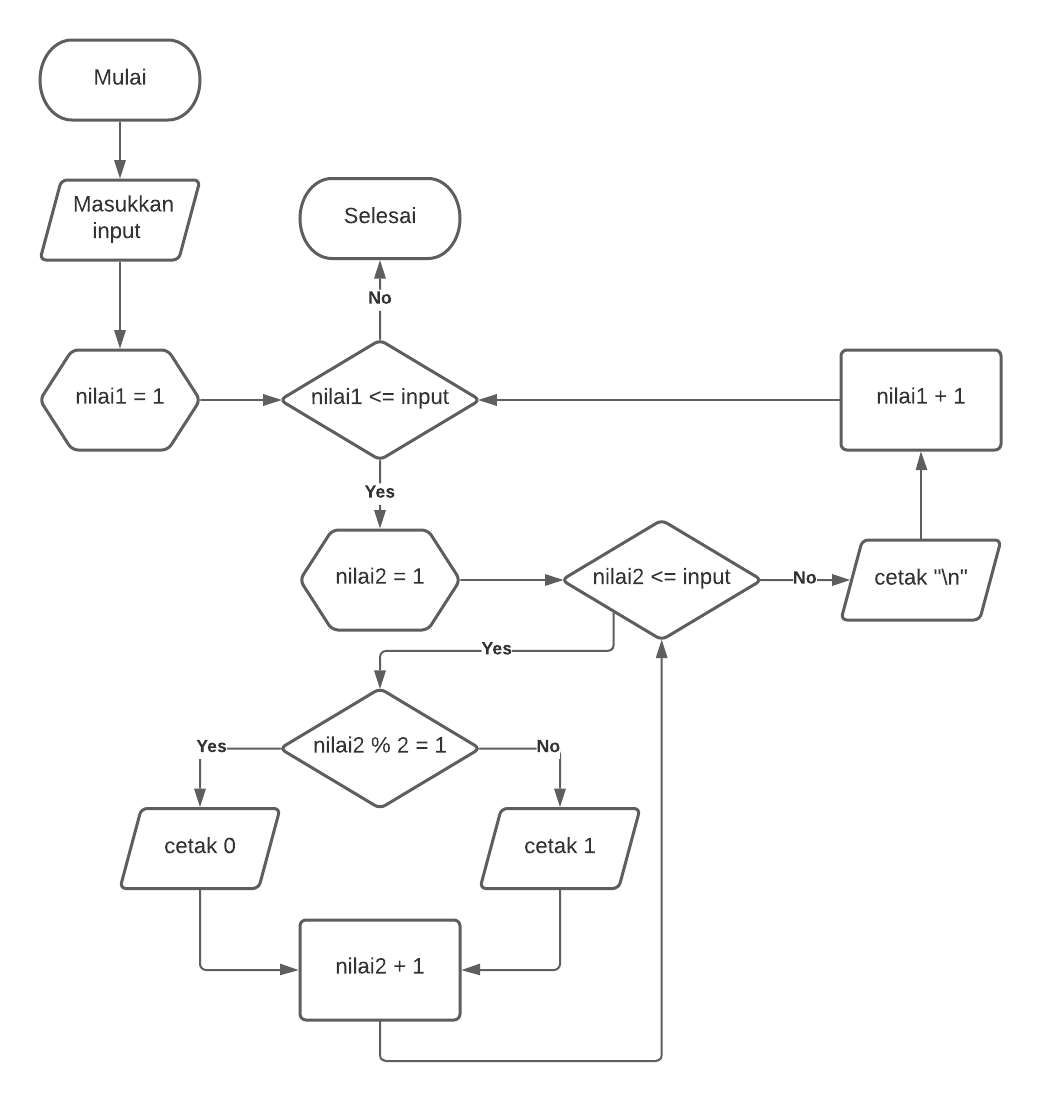 Mulai
Masukkan
input
Selesai
No
nilai1 = 1
nilai1 <= input
nilai1 + 1
Yes
nilai2 = 1
nilai2 <= input
No
cetak "\n"
Yes
nilai2 % 2 = 1
Yes
No
cetak 0
cetak 1
nilai2 + 1